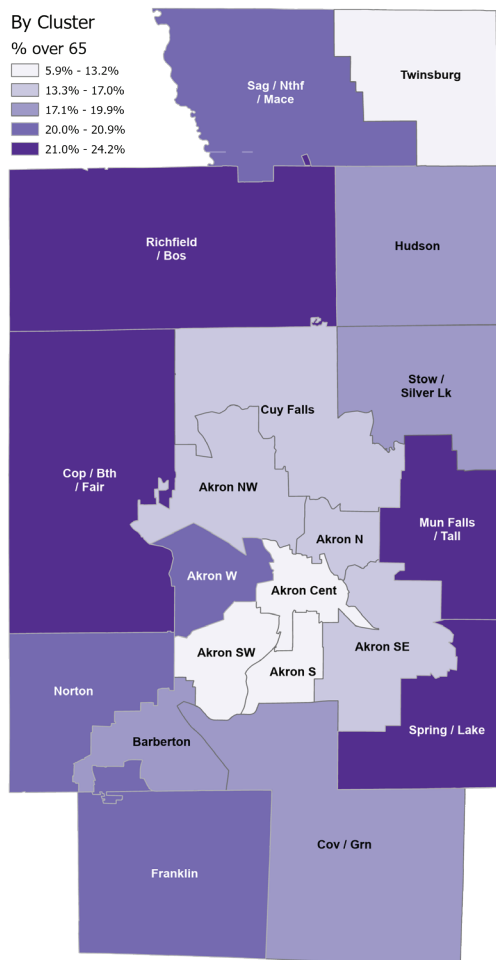 By Cluster
% over 65
5.9% - 13.2%
13.3% - 17.0%
17.1% - 19.9%
20.0% - 20.9%
21.0% - 24.2%
Twinsburg
Sag / Nthf
/ Mace
Richfield
/ Bos
Hudson
Stow /
Silver Lk
Cuy Falls
Cop / Bth
/ Fair
Akron NW
Mun Falls
/ Tall
Akron N
Akron W
Akron Cent
Akron SW
Akron S
Akron SE
Norton
Spring / Lake
Barberton
Cov / Grn
Franklin